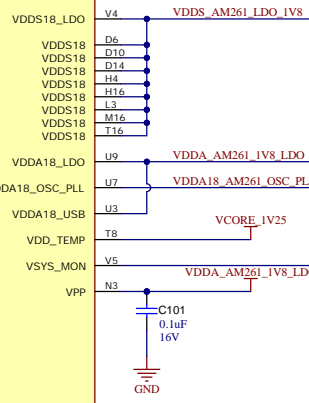 VDDS18_LDO V4 VDDS_AM261_LDO_1V8
VDDS18 D6
VDDS18 D10
VDDS18 D14
VDDS18 H4
VDDS18 H16
VDDS18 L3
VDDS18 M16
VDDS18 T16
VDDA18_LDO U9 VDDA_AM261_1V8_LDO
DA18_OSC_PLL U7 VDDA18_AM261_OSC_PL
VDDA18_USB U3
VCORE_1V25
VDD_TEMP T8
VSYS_MON V5
VDDA_AM261_1V8_LD
VPP N3
C101
0.1uF
16V
GND